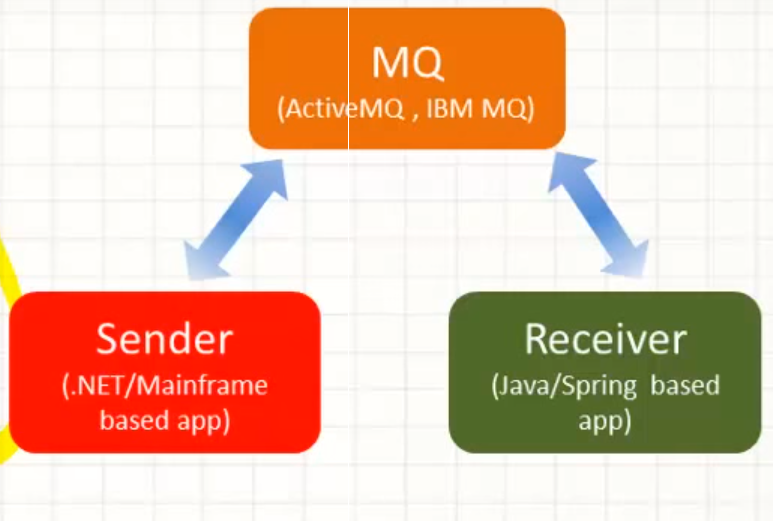 MQ
(ActiveMQ , IBM MQ)
Sender
(.NET/Mainframe
based app)
Receiver
(Java/Spring based
app)